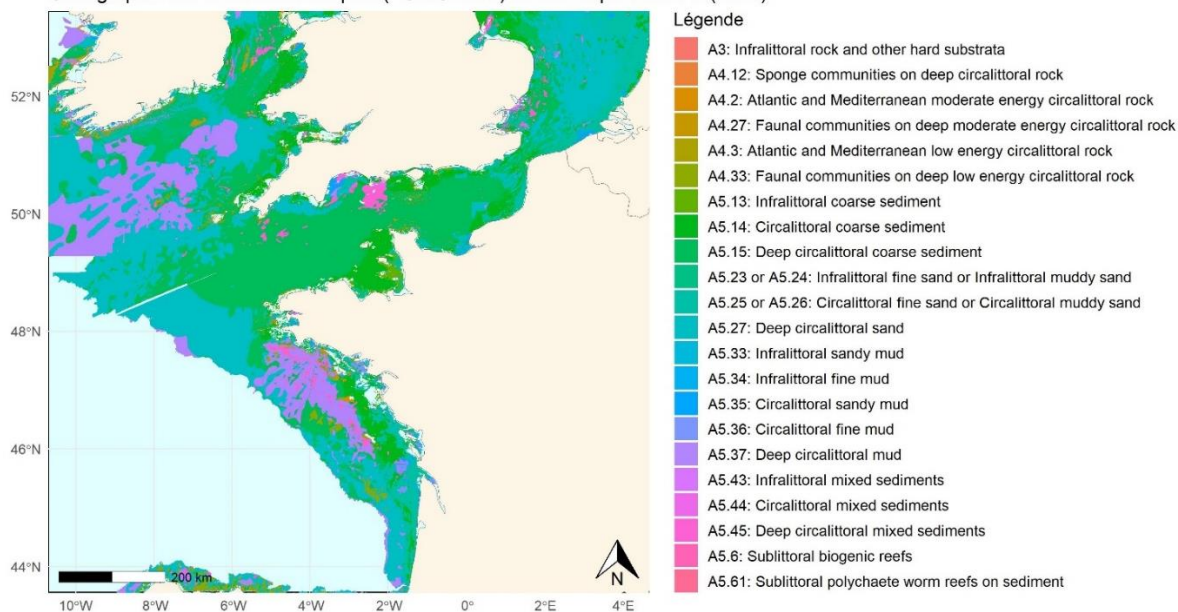 Légende
A3: Infralittoral rock and other hard substrata
A4.12: Sponge communities on deep circalittoral rock
A4.2: Atlantic and Mediterranean moderate energy circalittoral rock
A4.27: Faunal communities on deep moderate energy circalittoral rock
A4.3: Atlantic and Mediterranean low energy circalittoral rock
A4.33: Faunal communities on deep low energy circalittoral rock
A5.13: Infralittoral coarse sediment
A5.14: Circalittoral coarse sediment
A5.15: Deep circalittoral coarse sediment
A5.23 or A5.24: Infralittoral fine sand or Infralittoral muddy sand
A5.25 or A5.26: Circalittoral fine sand or Circalittoral muddy sand
A5.27: Deep circalittoral sand
A5.33: Infralittoral sandy mud
A5.34: Infralittoral fine mud
A5.35: Circalittoral sandy mud
A5.36: Circalittoral fine mud
A5.37: Deep circalittoral mud
A5.43: Infralittoral mixed sediments
A5.44: Circalittoral mixed sediments
A5.45: Deep circalittoral mixed sediments
A5.6: Sublittoral biogenic reefs
A5.61: Sublittoral polychaete worm reefs on sediment
52°N
50°N
48°N
46°N
44°N
200 km
N
10°W 8°W 6°W 4°W 2°W 0° 2°E 4°E